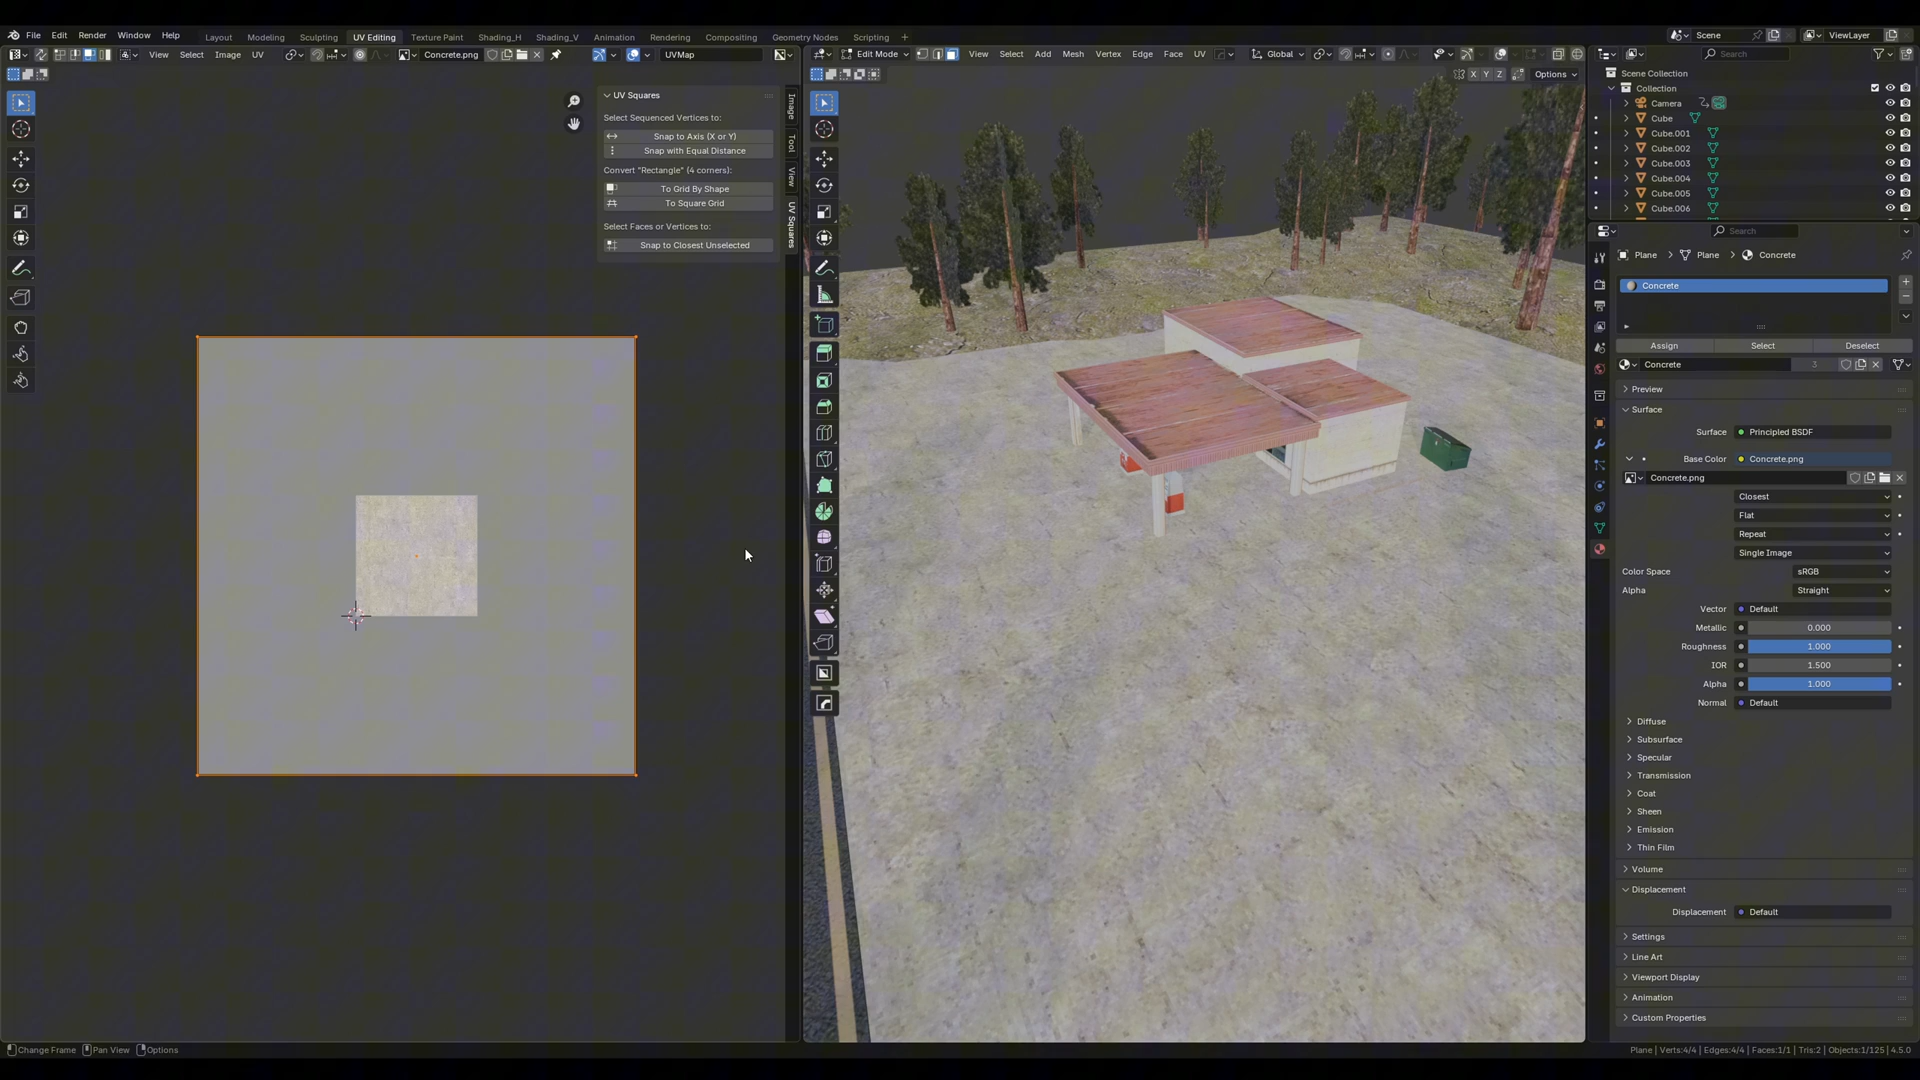 File Edit Render Window Help Layout Modeling Sculpting UV Editing Texture Paint Shading_H Shading_V Animation Rendering Compositing Geometry Nodes Scripting + Scene ViewLayer
View Select Image UV Concrete.png UVMap
Edit Mode View Select Add Mesh Vertex Edge Face UV Global Search
X Y Z Options
UV Squares
Select Sequenced Vertices to:
Snap to Axis (X or Y)
Snap with Equal Distance
Convert "Rectangle" (4 corners):
To Grid By Shape
To Square Grid
Select Faces or Vertices to:
Snap to Closest Unselected
Image
Tool
View
UV Squares
Scene Collection
Collection
Camera
Cube
Cube.001
Cube.002
Cube.003
Cube.004
Cube.005
Cube.006
Search
Plane Plane Concrete
Concrete
Assign Select Deselect
Concrete 3
Preview
Surface
Surface Principled BSDF
Base Color Concrete.png
Concrete.png
Closest
Flat
Repeat
Single Image
Color Space sRGB
Alpha Straight
Vector Default
Metallic 0.000
Roughness 1.000
IOR 1.500
Alpha 1.000
Normal Default
Diffuse
Subsurface
Specular
Transmission
Coat
Sheen
Emission
Thin Film
Volume
Displacement
Displacement Default
Settings
Line Art
Viewport Display
Animation
Custom Properties
Change Frame Pan View Options
Plane | Verts:4/4 | Edges:4/4 | Faces:1/1 | Tris:2 | Objects:1/125 | 4.5.0